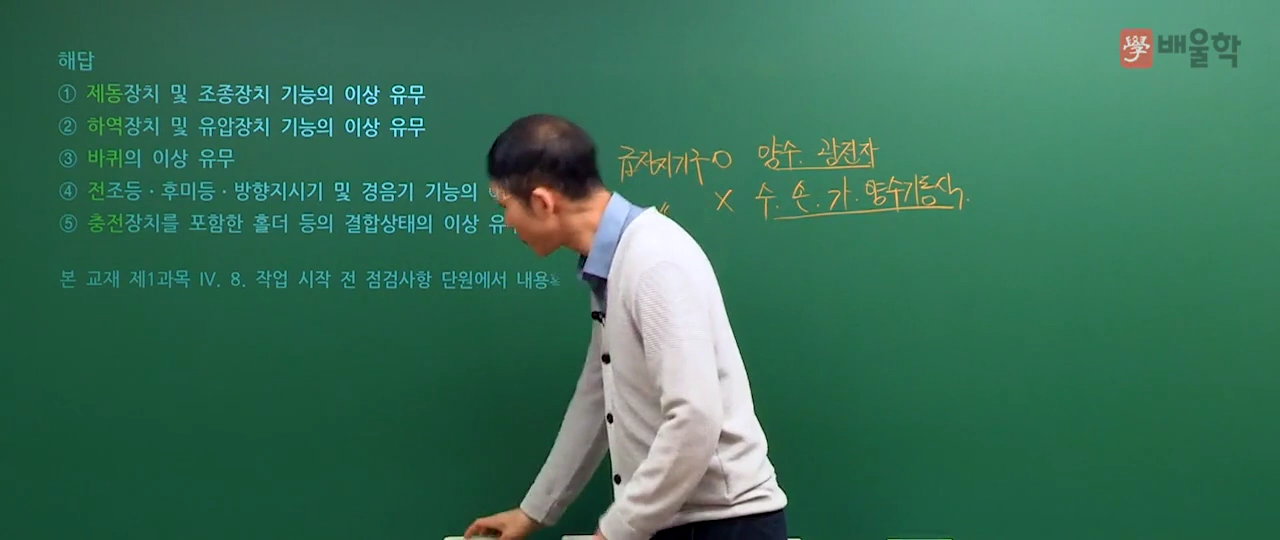 學 배울학
해답
① 제동장치 및 조종장치 기능의 이상 유무
② 하역장치 및 유압장치 기능의 이상 유무
③ 바퀴의 이상 유무
④ 전조등·후미등·방향지시기 및 경음기 기능의
⑤ 충전장치를 포함한 홀더 등의 결합상태의 이상
본 교재 제1과목 Ⅳ. 8. 작업 시작 전 점검사항 단원에서
급정지기구 O 양수. 광전자
〃 X 수. 손. 가. 양수기동식.